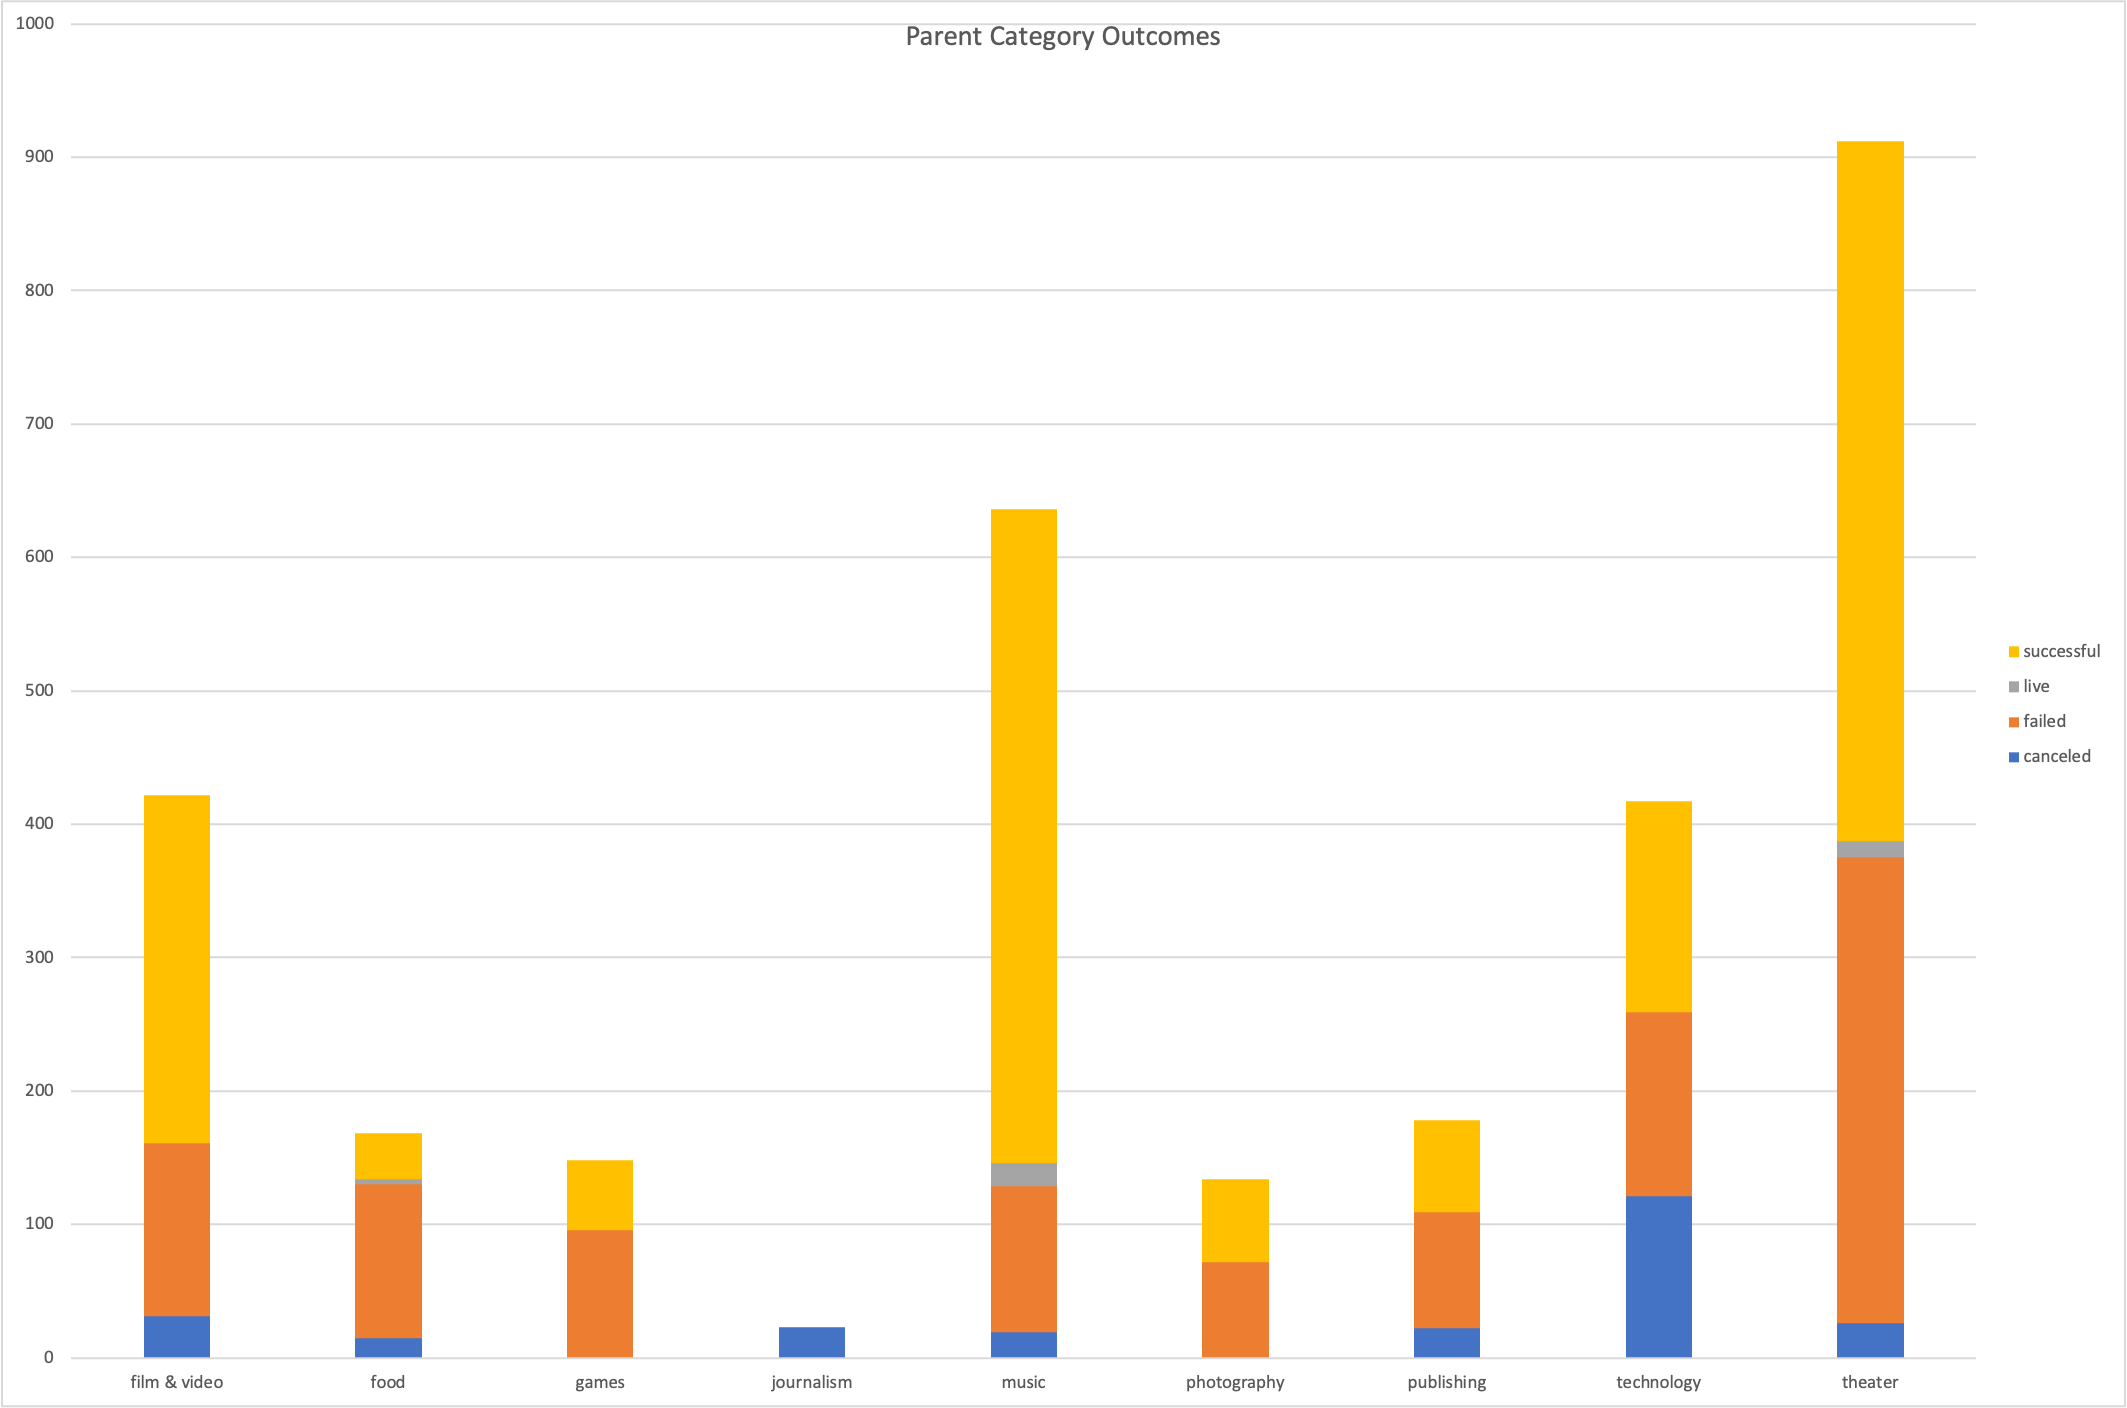 Parent Category Outcomes
1000
900
800
700
600
500
400
300
200
100
0
film & video food games journalism music photography publishing technology theater
successful
live
failed
canceled